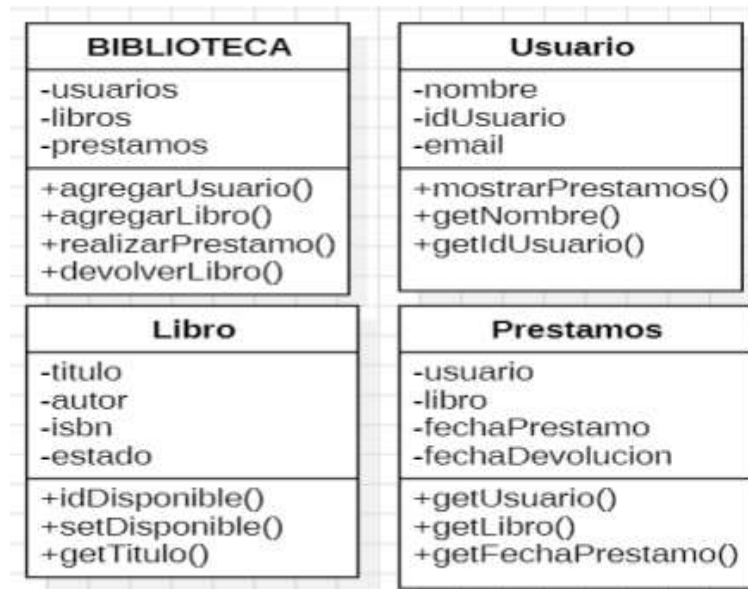 BIBLIOTECA
-usuarios
-libros
-prestamos
+agregarUsuario()
+agregarLibro()
+realizarPrestamo()
+devolverLibro()
Usuario
-nombre
-idUsuario
-email
+mostrarPrestamos()
+getNombre()
+getIdUsuario()
Libro
-titulo
-autor
-isbn
-estado
+idDisponible()
+setDisponible()
+getTitulo()
Prestamos
-usuario
-libro
-fechaPrestamo
-fechaDevolucion
+getUsuario()
+getLibro()
+getFechaPrestamo()